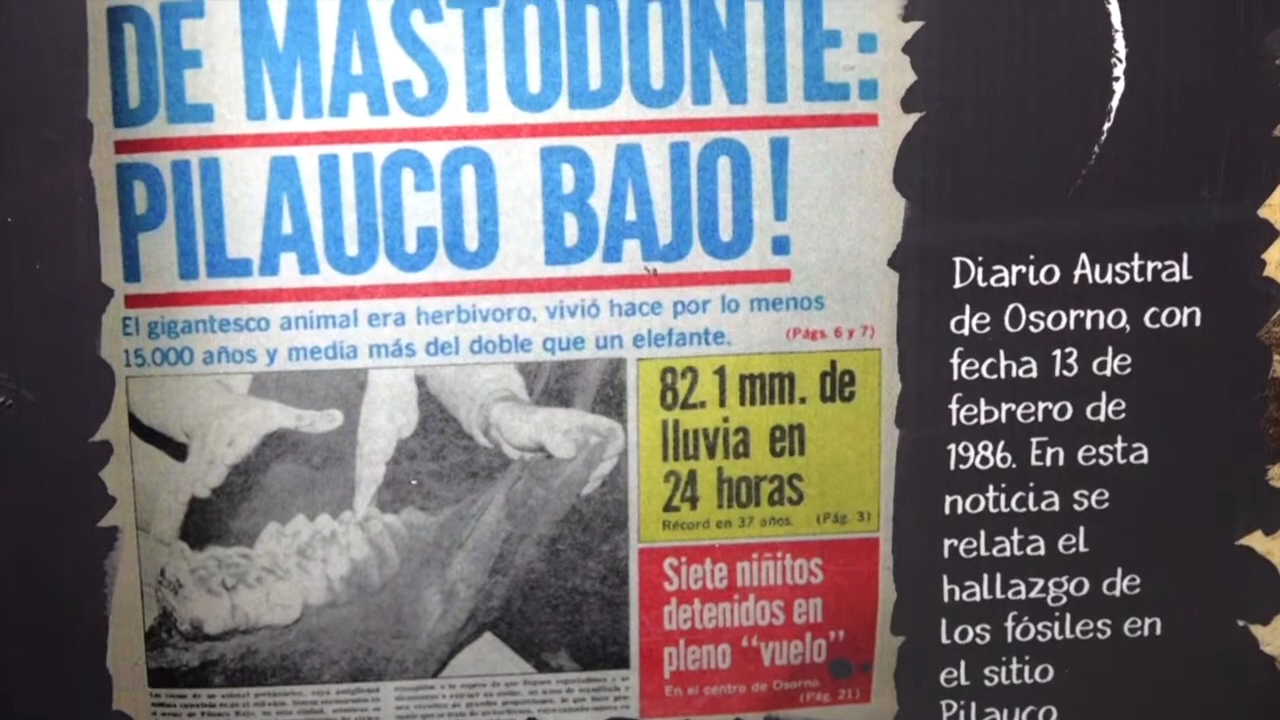 DE MASTODONTE:
PILAUCO BAJO!
El gigantesco animal era herbivoro, vivió hace por lo menos
15.000 años y media más del doble que un elefante.
(Págs. 6 y 7)
82.1 mm. de
lluvia en
24 horas
Récord en 37 años. (Pág. 3)
Siete niñitos
detenidos en
pleno “vuelo”
En el centro de Osorno.
(Pág. 21)
Diario Austral
de Osorno, con
fecha 13 de
febrero de
1986. En esta
noticia se
relata el
hallazgo de
los fósiles en
el sitio
Pilauco